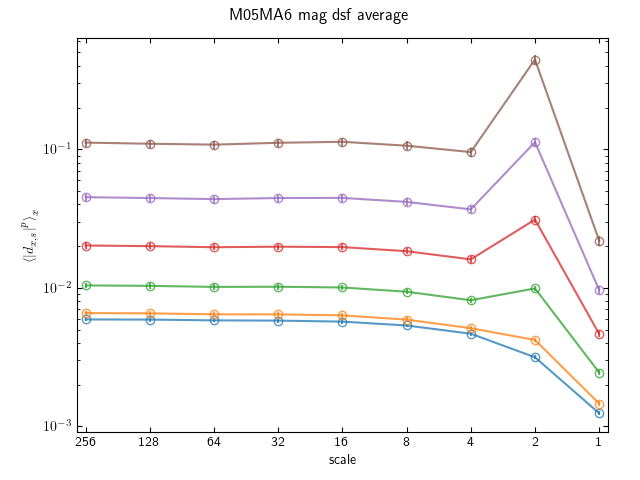 M05MA6 mag dsf average
⟨|d_{x,s}|^p⟩_x
10^{-1}
10^{-2}
10^{-3}
256 128 64 32 16 8 4 2 1
scale